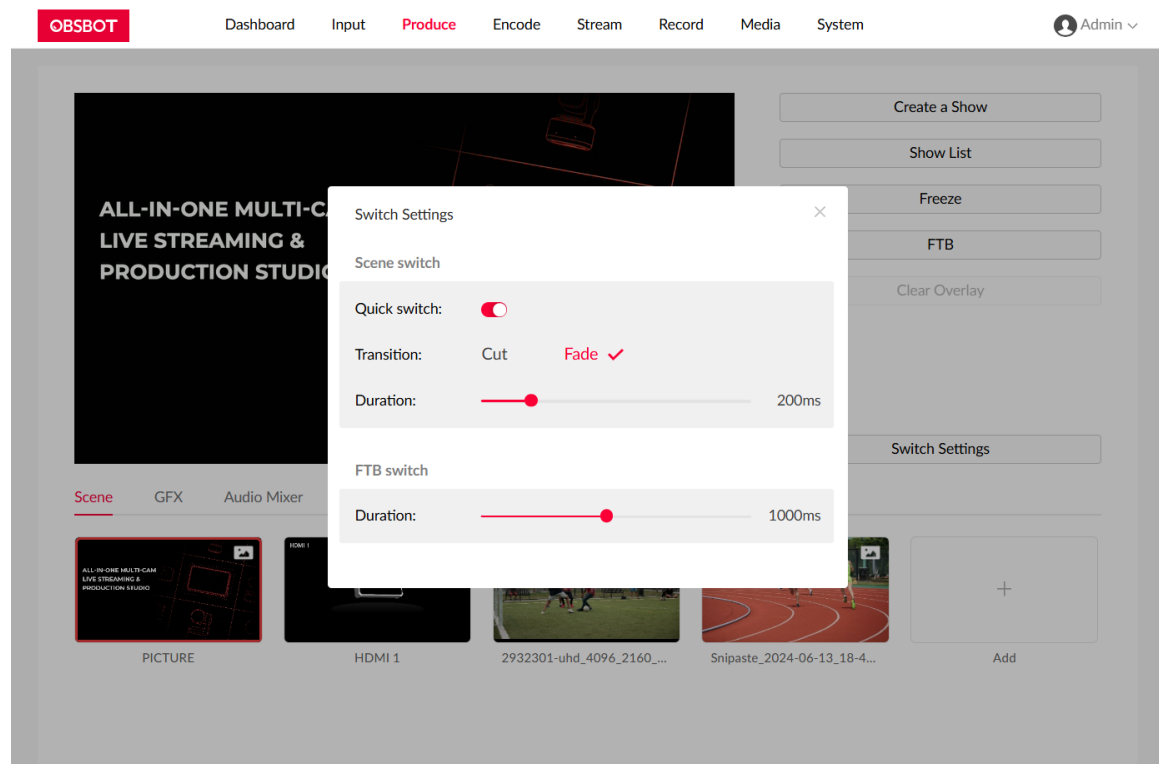 OBSBOT
Dashboard Input Produce Encode Stream Record Media System
Admin
Create a Show
Show List
Freeze
FTB
Clear Overlay
Switch Settings
ALL-IN-ONE MULTI-C
LIVE STREAMING &
PRODUCTION STUDIO
Switch Settings
Scene switch
Quick switch:
Transition: Cut Fade
Duration: 200ms
FTB switch
Duration: 1000ms
Scene GFX Audio Mixer
ALL-IN-ONE MULTI-CAM
LIVE STREAMING &
PRODUCTION STUDIO
HDMI 1
PICTURE
HDMI 1
2932301-uhd_4096_2160_...
Snipaste_2024-06-13_18-4...
Add